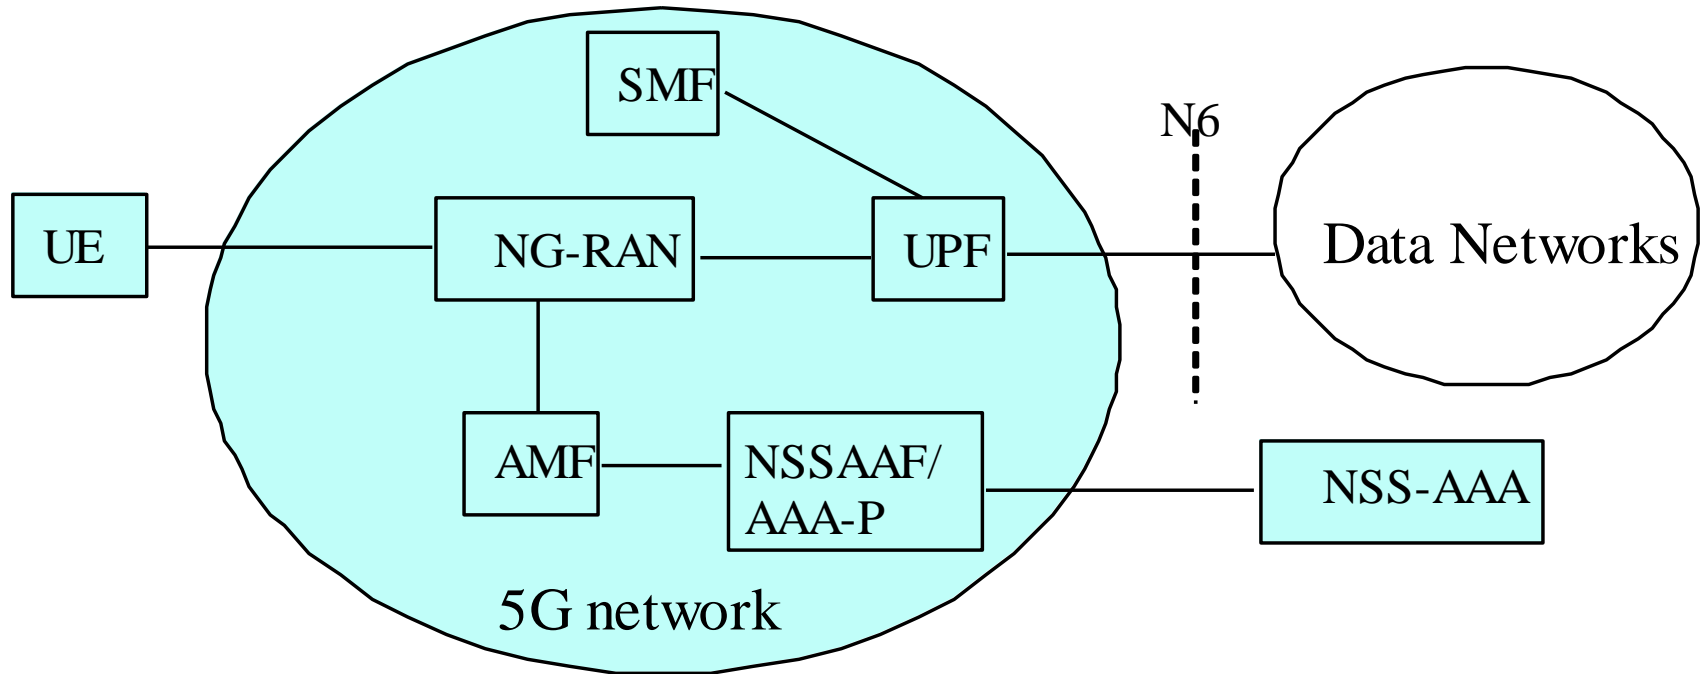 SMF
N6
UE
NG-RAN
UPF
Data Networks
AMF
NSSAAF/
AAA-P
NSS-AAA
5G network